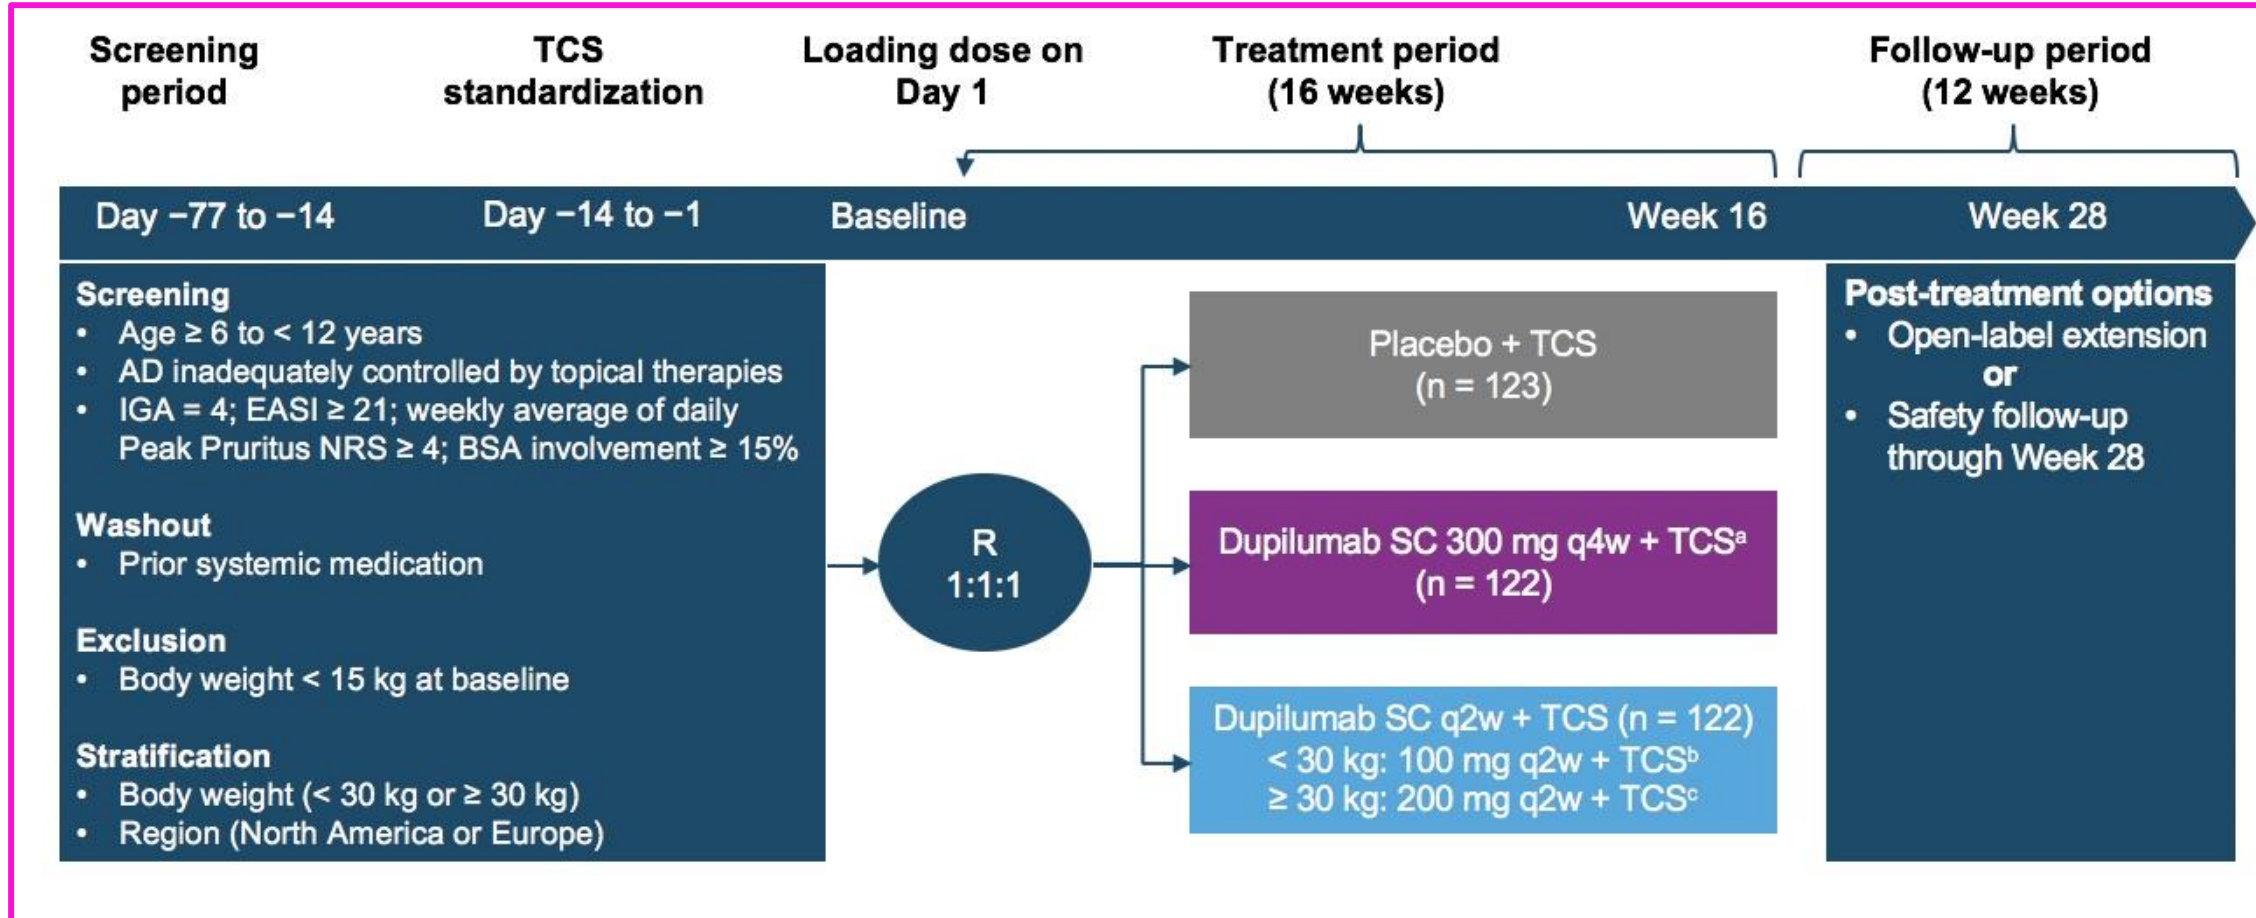 Screening
period
TCS
standardization
Loading dose on
Day 1
Treatment period
(16 weeks)
Follow-up period
(12 weeks)
Day −77 to −14
Day −14 to −1
Baseline
Week 16
Week 28
Screening
• Age ≥ 6 to < 12 years
• AD inadequately controlled by topical therapies
• IGA = 4; EASI ≥ 21; weekly average of daily
Peak Pruritus NRS ≥ 4; BSA involvement ≥ 15%
Washout
• Prior systemic medication
Exclusion
• Body weight < 15 kg at baseline
Stratification
• Body weight (< 30 kg or ≥ 30 kg)
• Region (North America or Europe)
R
1:1:1
Placebo + TCS
(n = 123)
Dupilumab SC 300 mg q4w + TCSᵃ
(n = 122)
Dupilumab SC q2w + TCS (n = 122)
< 30 kg: 100 mg q2w + TCSᵇ
≥ 30 kg: 200 mg q2w + TCSᶜ
Post-treatment options
• Open-label extension
or
• Safety follow-up
through Week 28